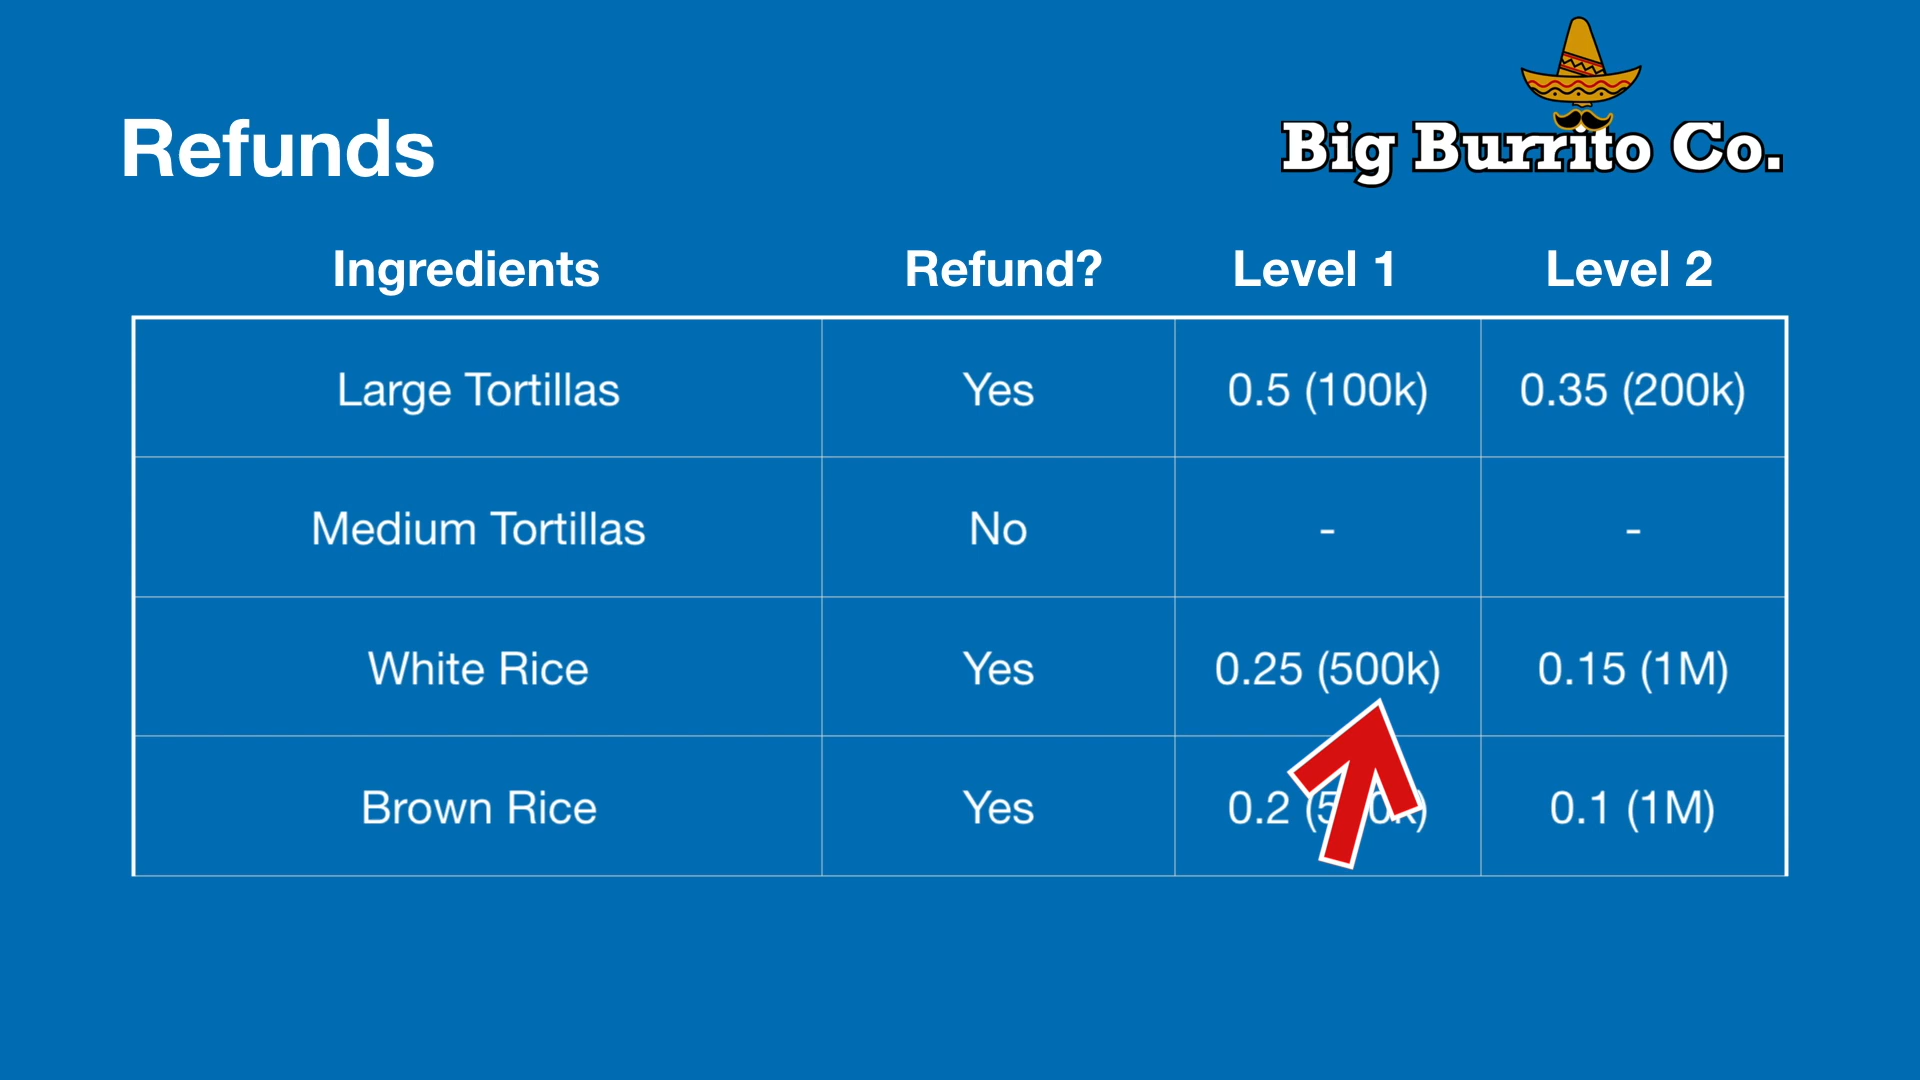 Refunds
Big Burrito Co.
Ingredients Refund? Level 1 Level 2
Large Tortillas Yes 0.5 (100k) 0.35 (200k)
Medium Tortillas No - -
White Rice Yes 0.25 (500k) 0.15 (1M)
Brown Rice Yes 0.2 0.1 (1M)